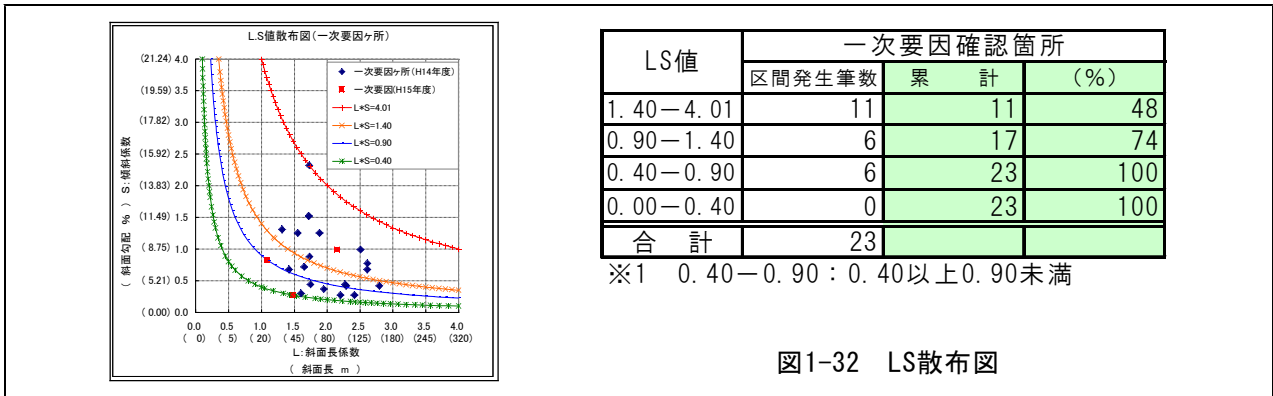 L.S値散布図(一次要因ヶ所)
一次要因ヶ所(H14年度)
一次要因(H15年度)
L*S=4.01
L*S=1.40
L*S=0.90
L*S=0.40
( 斜面勾配 % ) S:傾斜係数
(21.24) 4.0
(19.59) 3.5
(17.82) 3.0
(15.92) 2.5
(13.83) 2.0
(11.49) 1.5
(8.75) 1.0
(5.21) 0.5
(0.00) 0.0
0.0 0.5 1.0 1.5 2.0 2.5 3.0 3.5 4.0
( 0) ( 5) ( 20) ( 45) ( 80) (125) (180) (245) (320)
L:斜面長係数
( 斜面長 m )
LS値 一次要因確認箇所
区間発生筆数 累 計 (%)
1.40-4.01 11 11 48
0.90-1.40 6 17 74
0.40-0.90 6 23 100
0.00-0.40 0 23 100
合 計 23
※1 0.40-0.90:0.40以上0.90未満
図1-32 LS散布図